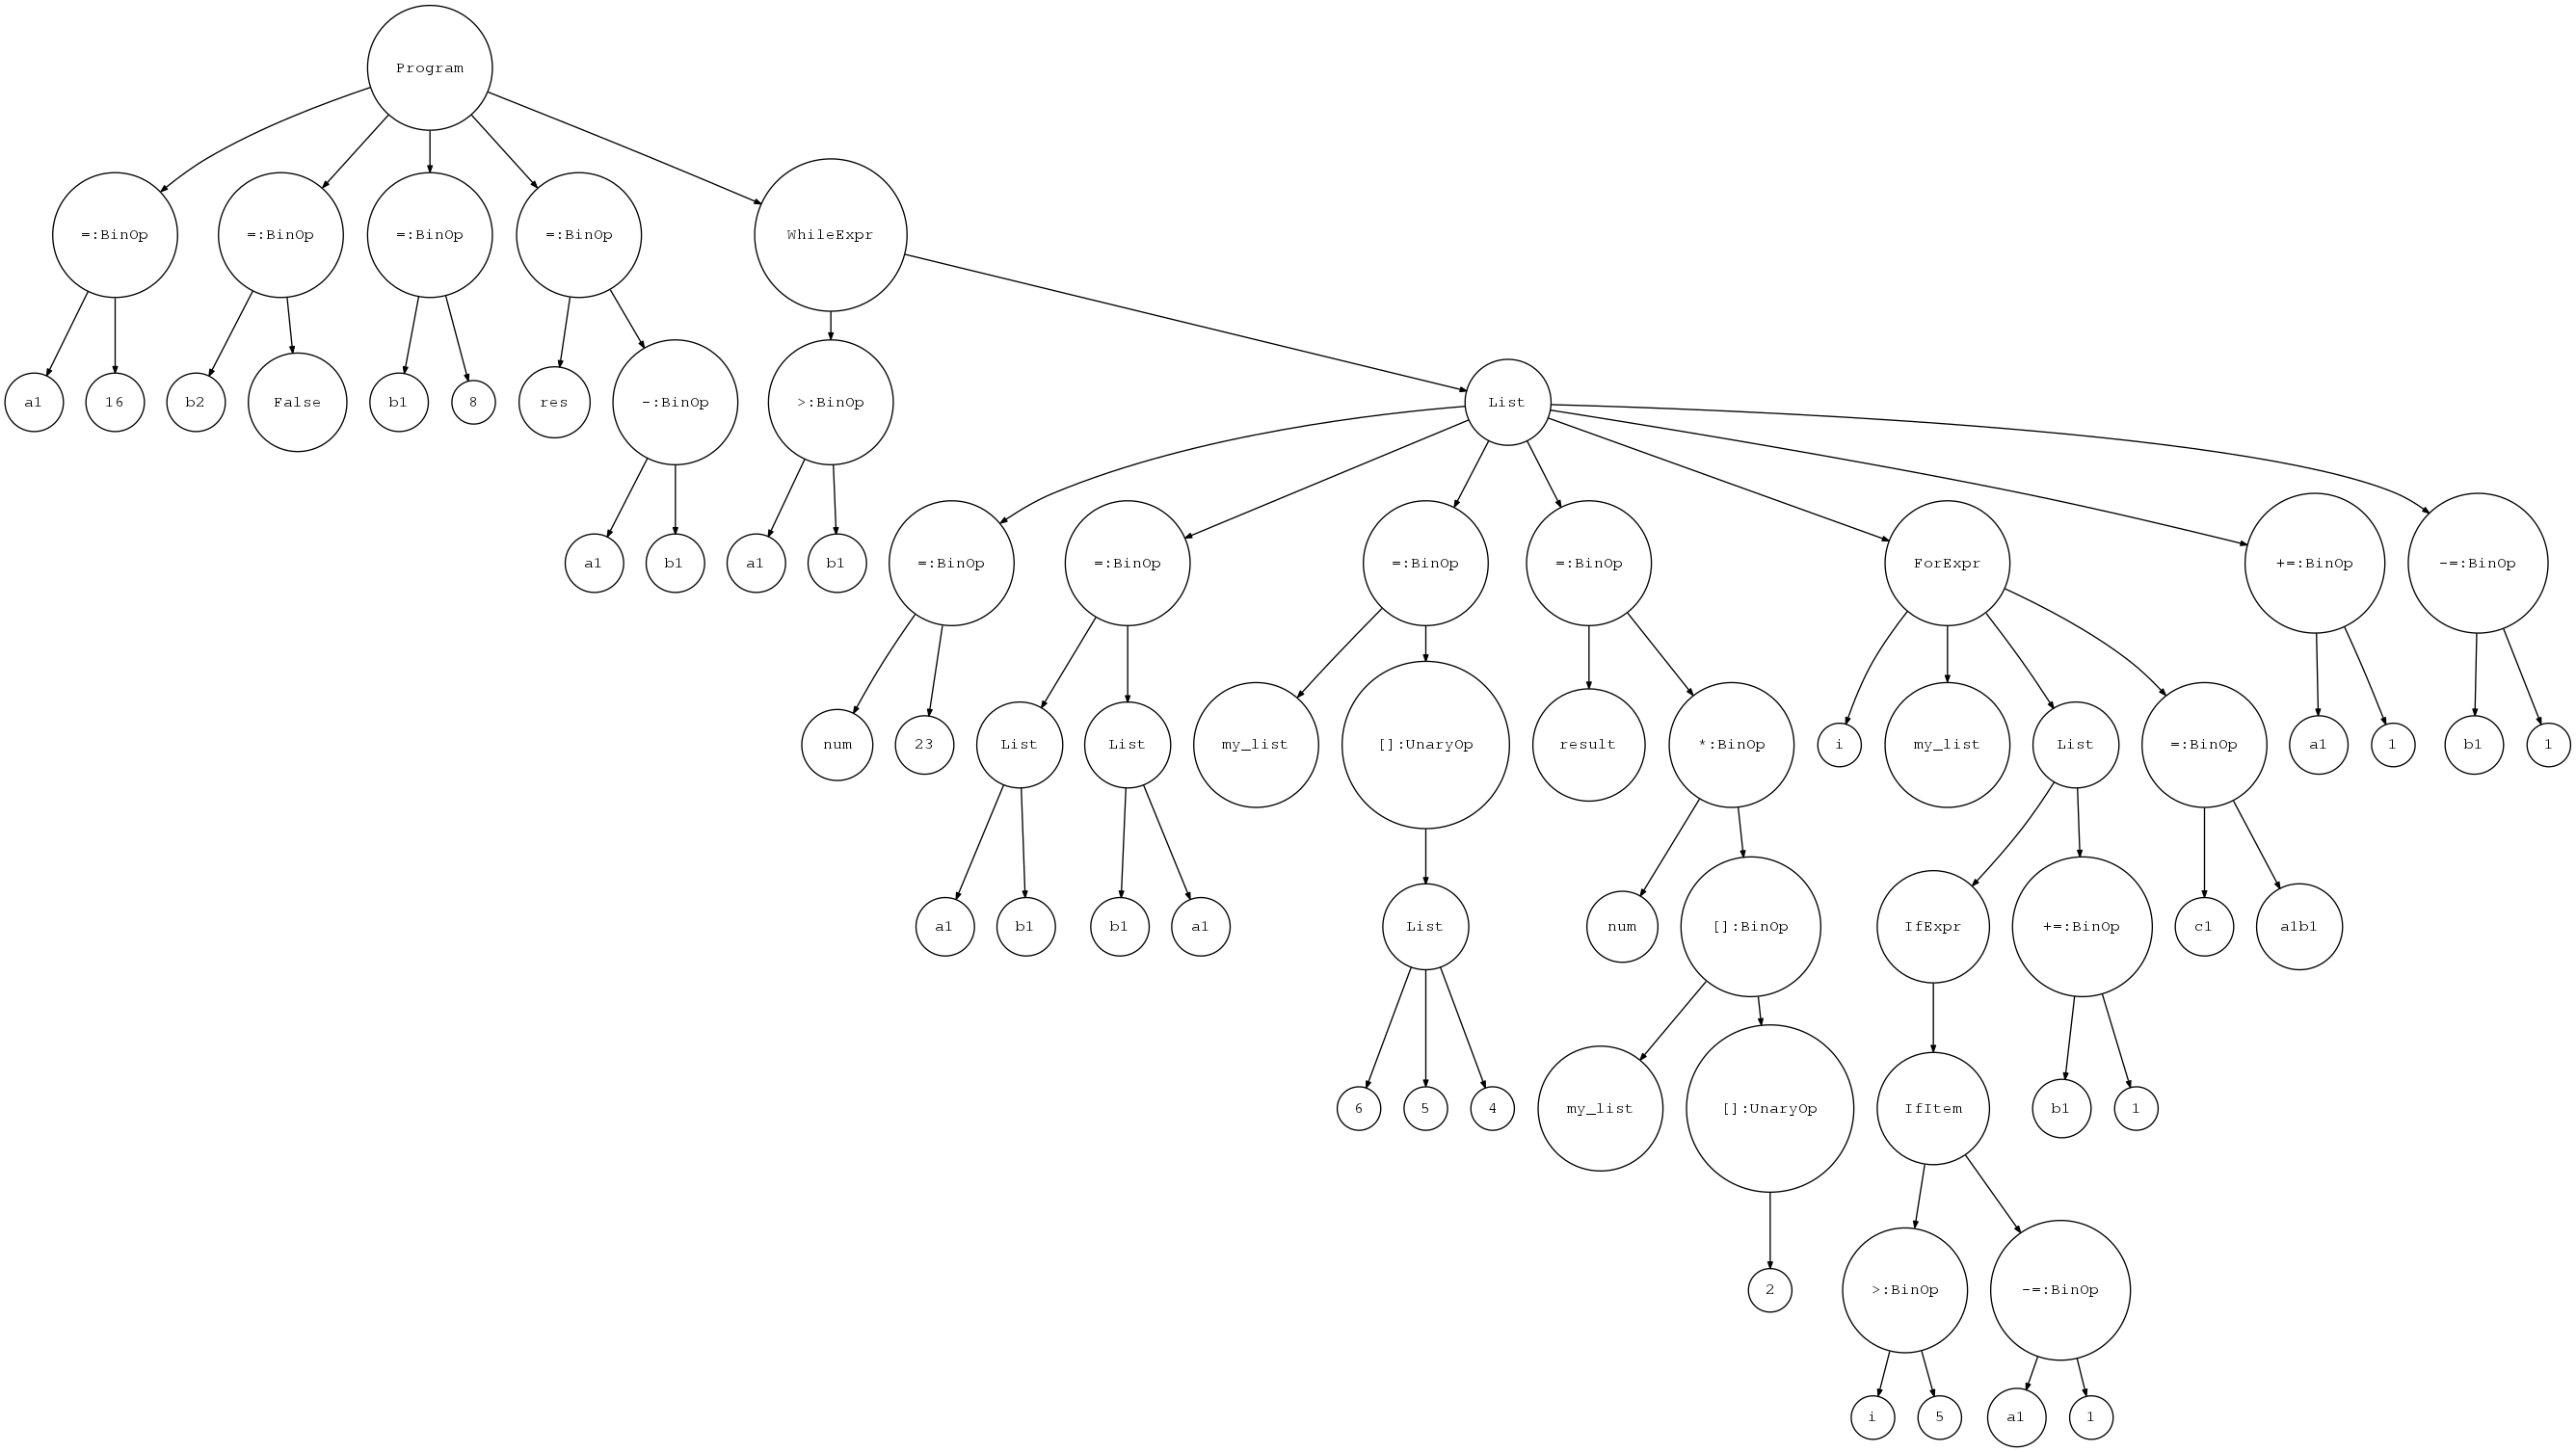 Program
=:BinOp
=:BinOp
=:BinOp
=:BinOp
WhileExpr
a1
16
b2
False
b1
8
res
-:BinOp
>:BinOp
List
a1
b1
a1
b1
=:BinOp
=:BinOp
=:BinOp
=:BinOp
ForExpr
+=:BinOp
-=:BinOp
num
23
List
List
my_list
[]:UnaryOp
result
*:BinOp
i
my_list
List
=:BinOp
a1
1
b1
1
a1
b1
b1
a1
List
num
[]:BinOp
IfExpr
+=:BinOp
c1
a1b1
6
5
4
my_list
[]:UnaryOp
IfItem
b1
1
2
>:BinOp
-=:BinOp
i
5
a1
1